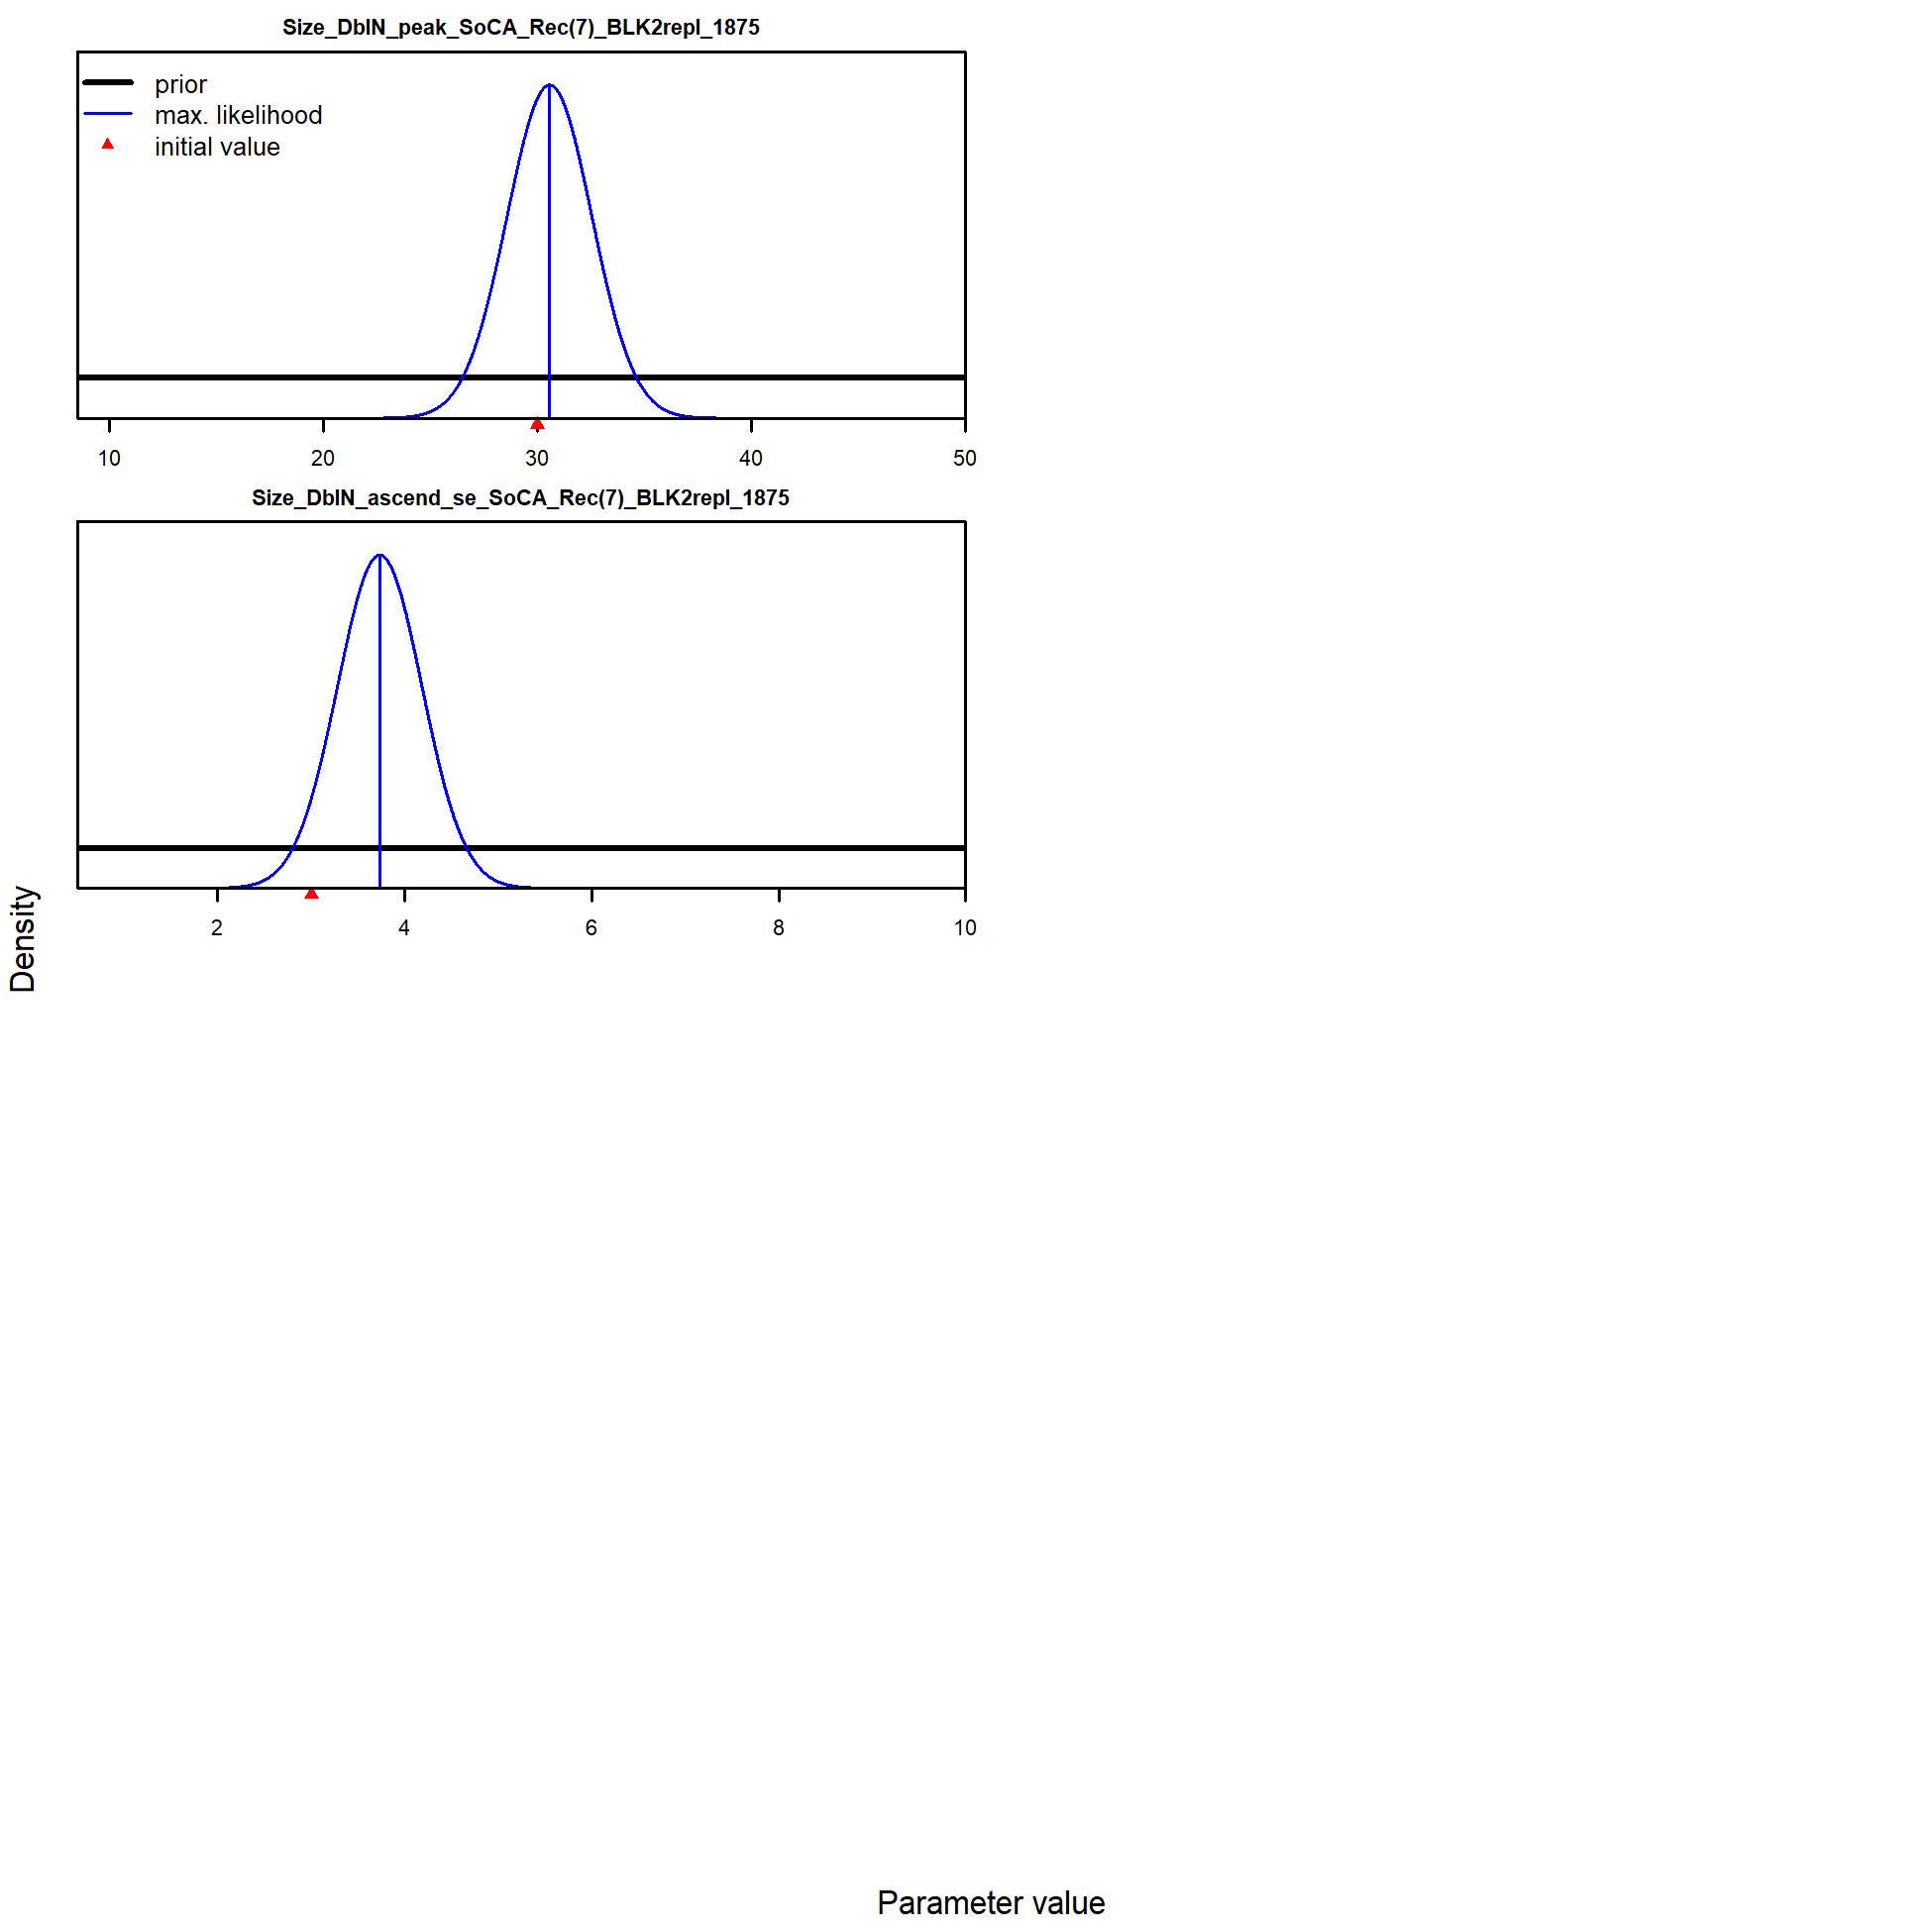 Size_DblN_peak_SoCA_Rec(7)_BLK2repl_1875
prior
max. likelihood
initial value
10 20 30 40 50
Size_DblN_ascend_se_SoCA_Rec(7)_BLK2repl_1875
2 4 6 8 10
Density
Parameter value